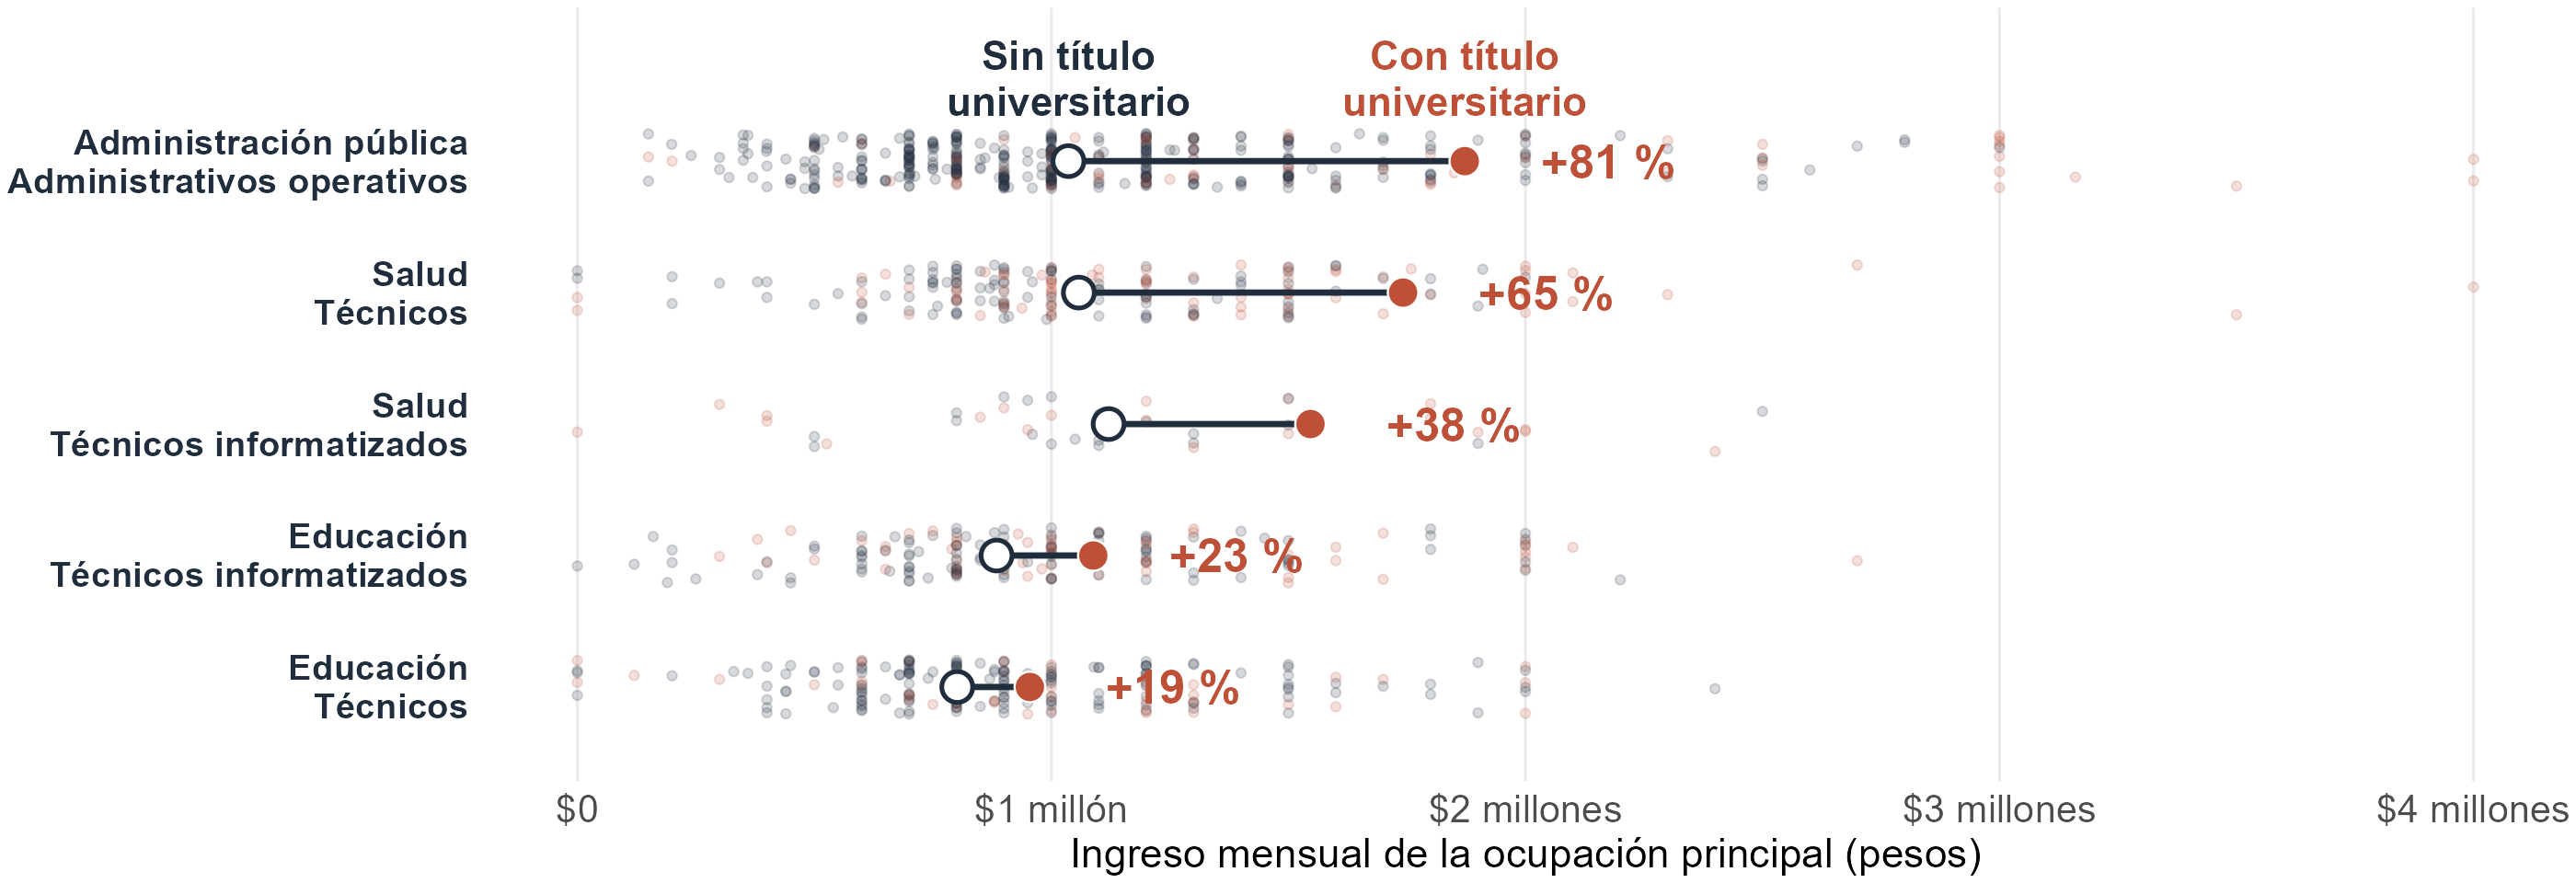 Sin título
universitario
Con título
universitario
Administración pública
Administrativos operativos
+81 %
Salud
Técnicos
+65 %
Salud
Técnicos informatizados
+38 %
Educación
Técnicos informatizados
+23 %
Educación
Técnicos
+19 %
$0
$1 millón
$2 millones
$3 millones
$4 millones
Ingreso mensual de la ocupación principal (pesos)